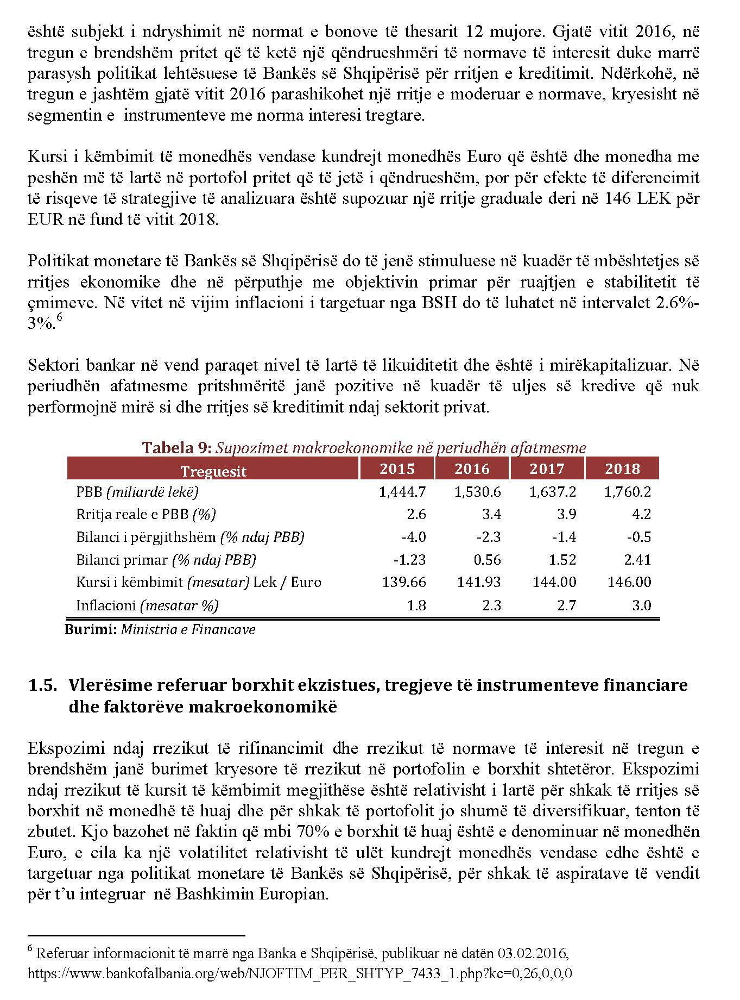 është subjekt i ndryshimit në normat e bonove të thesarit 12 mujore. Gjatë vitit 2016, në
tregun e brendshëm pritet që të ketë një qëndrueshmëri të normave të interesit duke marrë
parasysh politikat lehtësuese të Bankës së Shqipërisë për rritjen e kreditimit. Ndërkohë, në
tregun e jashtëm gjatë vitit 2016 parashikohet një rritje e moderuar e normave, kryesisht në
segmentin e instrumenteve me norma interesi tregtare.
Kursi i këmbimit të monedhës vendase kundrejt monedhës Euro që është dhe monedha me
peshën më të lartë në portofol pritet që të jetë i qëndrueshëm, por për efekte të diferencimit
të risqeve të strategjive të analizuara është supozuar një rritje graduale deri në 146 LEK për
EUR në fund të vitit 2018.
Politikat monetare të Bankës së Shqipërisë do të jenë stimuluese në kuadër të mbështetjes së
rritjes ekonomike dhe në përputhje me objektivin primar për ruajtjen e stabilitetit të
çmimeve. Në vitet në vijim inflacioni i targetuar nga BSH do të luhatet në intervalet 2.6%-
3%.6
Sektori bankar në vend paraqet nivel të lartë të likuiditetit dhe është i mirëkapitalizuar. Në
periudhën afatmesme pritshmëritë janë pozitive në kuadër të uljes së kredive që nuk
performojnë mirë si dhe rritjes së kreditimit ndaj sektorit privat.
Tabela 9: Supozimet makroekonomike në periudhën afatmesme
Treguesit 2015 2016 2017 2018
PBB (miliardë lekë) 1,444.7 1,530.6 1,637.2 1,760.2
Rritja reale e PBB (%) 2.6 3.4 3.9 4.2
Bilanci i përgjithshëm (% ndaj PBB) -4.0 -2.3 -1.4 -0.5
Bilanci primar (% ndaj PBB) -1.23 0.56 1.52 2.41
Kursi i këmbimit (mesatar) Lek / Euro 139.66 141.93 144.00 146.00
Inflacioni (mesatar %) 1.8 2.3 2.7 3.0
Burimi: Ministria e Financave
1.5. Vlerësime referuar borxhit ekzistues, tregjeve të instrumenteve financiare
dhe faktorëve makroekonomikë
Ekspozimi ndaj rrezikut të rifinancimit dhe rrezikut të normave të interesit në tregun e
brendshëm janë burimet kryesore të rrezikut në portofolin e borxhit shtetëror. Ekspozimi
ndaj rrezikut të kursit të këmbimit megjithëse është relativisht i lartë për shkak të rritjes së
borxhit në monedhë të huaj dhe për shkak të portofolit jo shumë të diversifikuar, tenton të
zbutet. Kjo bazohet në faktin që mbi 70% e borxhit të huaj është e denominuar në monedhën
Euro, e cila ka një volatilitet relativisht të ulët kundrejt monedhës vendase edhe është e
targetuar nga politikat monetare të Bankës së Shqipërisë, për shkak të aspiratave të vendit
për t’u integruar në Bashkimin Europian.
6 Referuar informacionit të marrë nga Banka e Shqipërisë, publikuar në datën 03.02.2016,
https://www.bankofalbania.org/web/NJOFTIM_PER_SHTYP_7433_1.php?kc=0,26,0,0,0